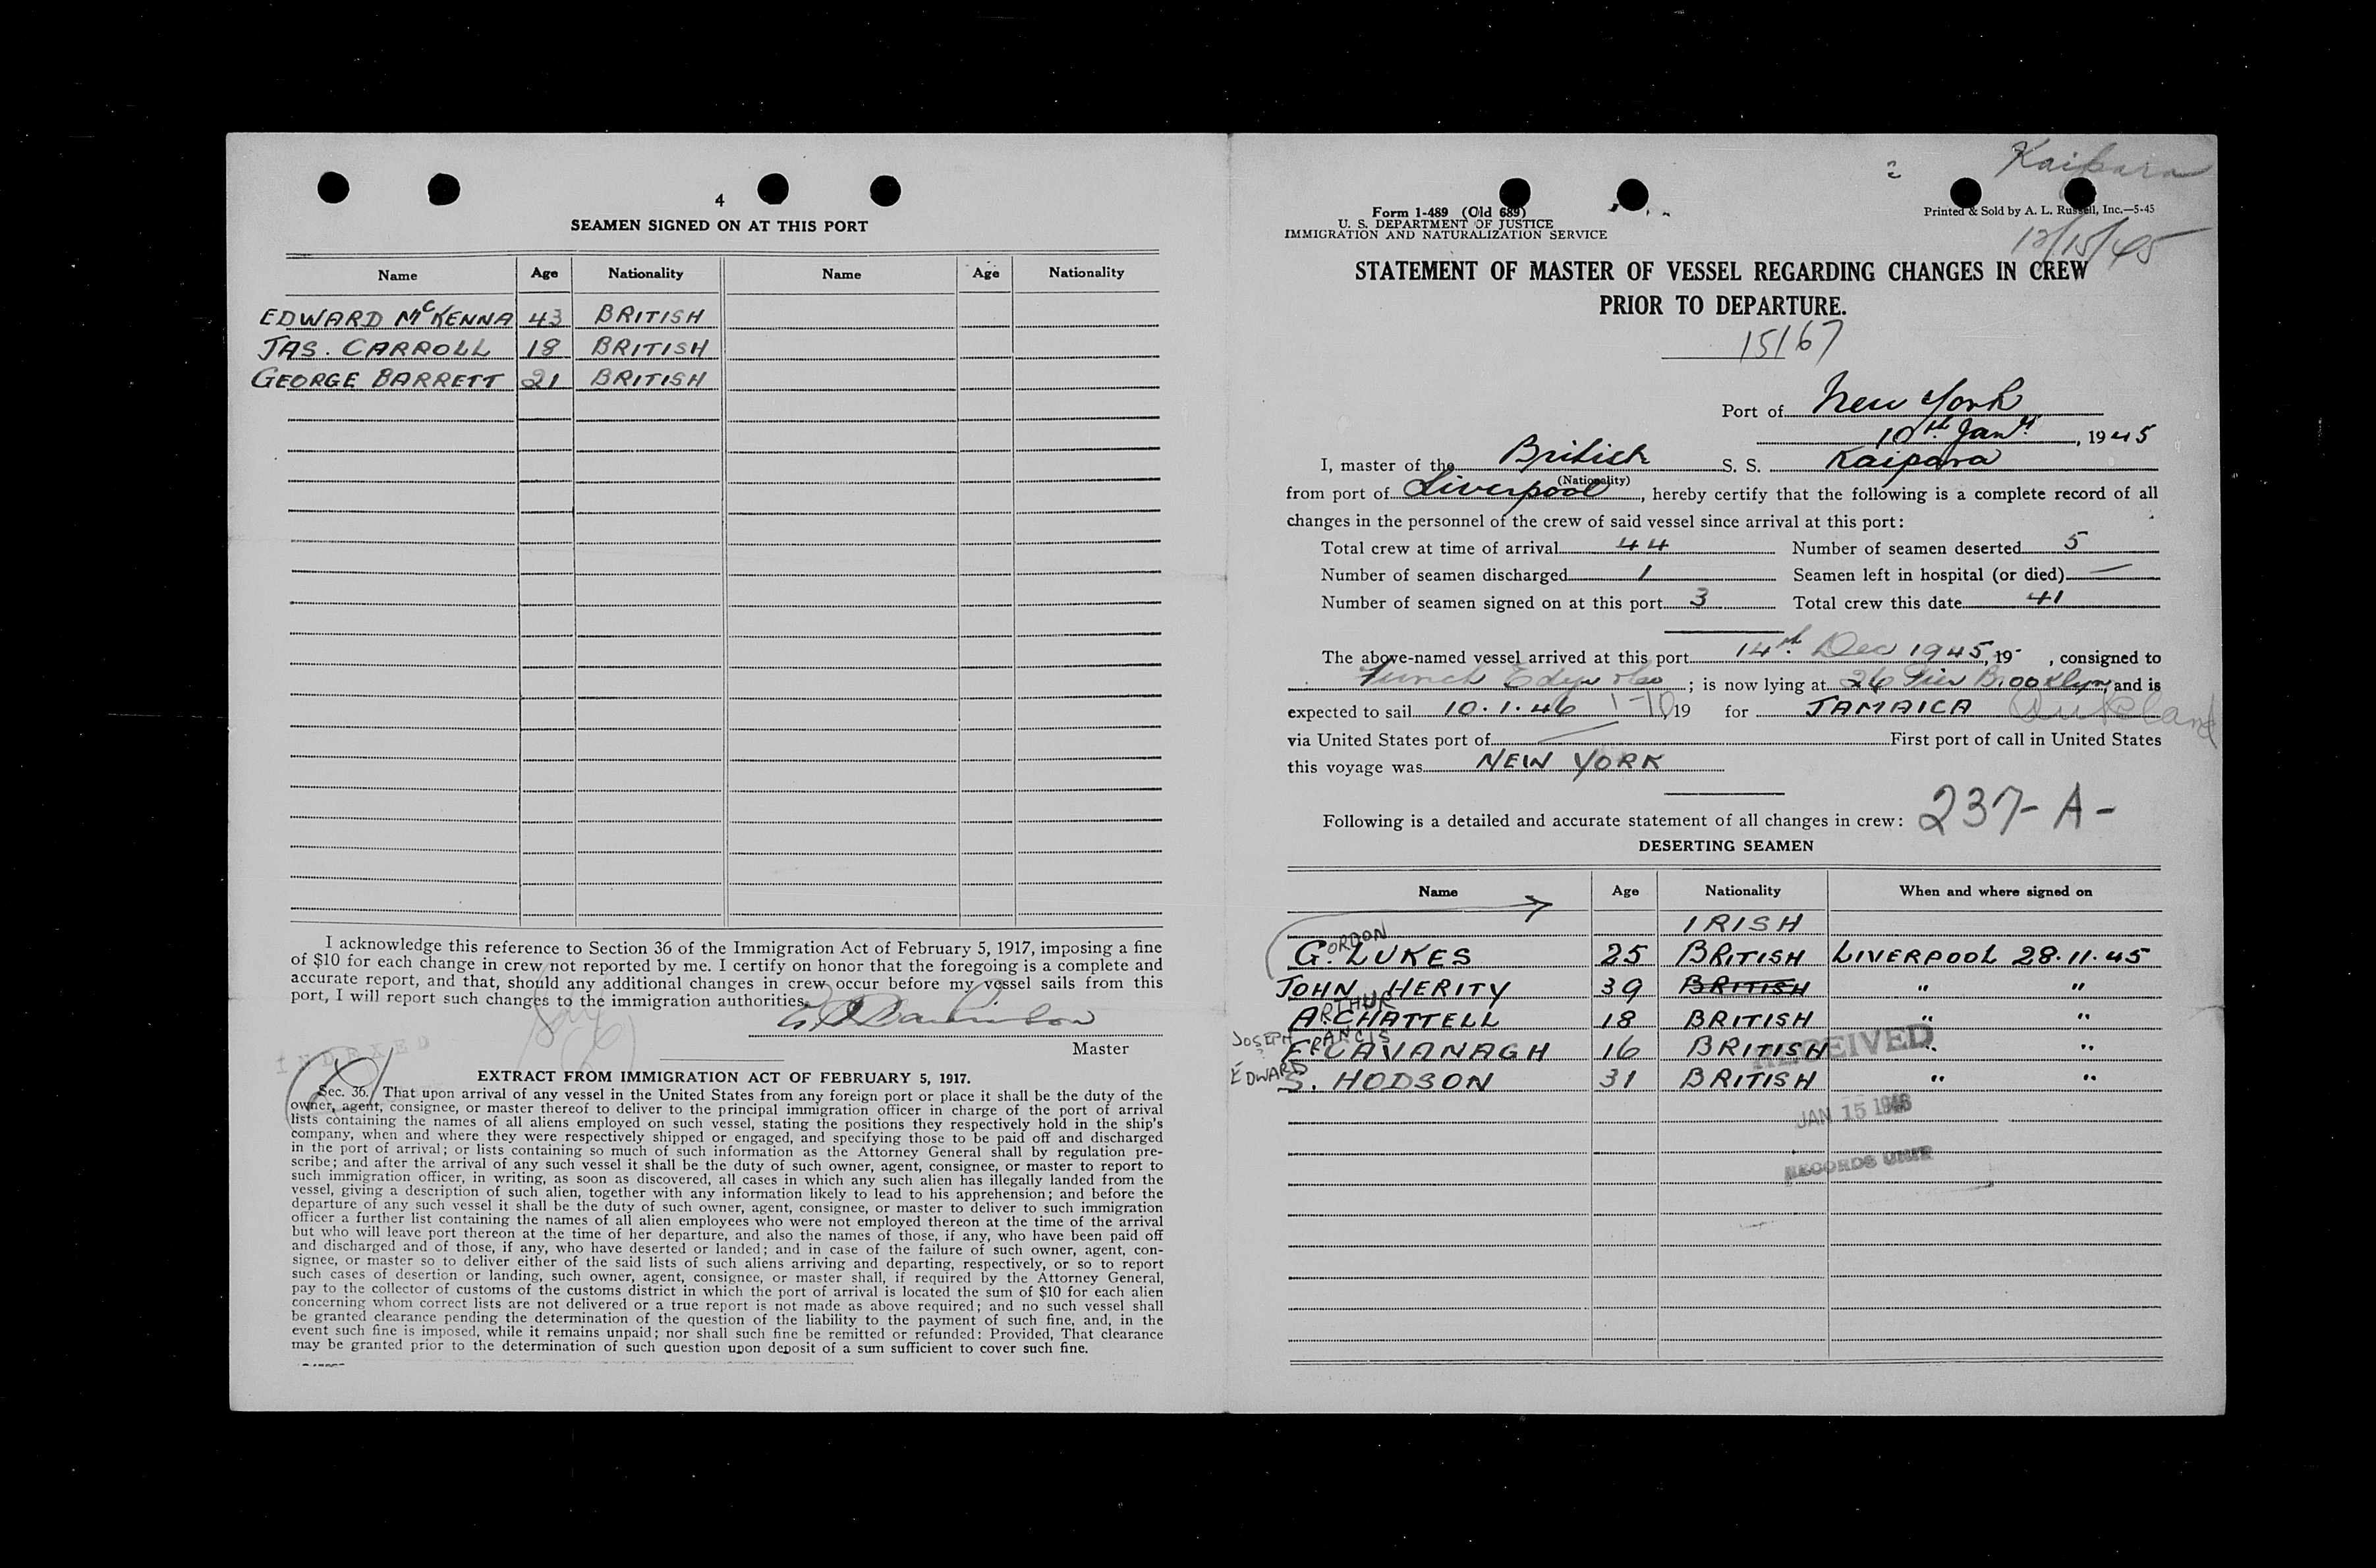 4
SEAMEN SIGNED ON AT THIS PORT
Name Age Nationality Name Age Nationality
EDWARD McKENNA 43 BRITISH
JAS. CARROLL 18 BRITISH
GEORGE BARRETT 21 BRITISH
I acknowledge this reference to Section 36 of the Immigration Act of February 5, 1917, imposing a fine
of $10 for each change in crew not reported by me. I certify on honor that the foregoing is a complete and
accurate report, and that, should any additional changes in crew occur before my vessel sails from this
port, I will report such changes to the immigration authorities.
Master
INDEXED
EXTRACT FROM IMMIGRATION ACT OF FEBRUARY 5, 1917.
Sec. 36. That upon arrival of any vessel in the United States from any foreign port or place it shall be the duty of the
owner, agent, consignee, or master thereof to deliver to the principal immigration officer in charge of the port of arrival
lists containing the names of all aliens employed on such vessel, stating the positions they respectively hold in the ship's
company, when and where they were respectively shipped or engaged, and specifying those to be paid off and discharged
in the port of arrival; or lists containing so much of such information as the Attorney General shall by regulation pre-
scribe; and after the arrival of any such vessel it shall be the duty of such owner, agent, consignee, or master to report to
such immigration officer, in writing, as soon as discovered, all cases in which any such alien has illegally landed from the
vessel, giving a description of such alien, together with any information likely to lead to his apprehension; and before the
departure of any such vessel it shall be the duty of such owner, agent, consignee, or master to deliver to such immigration
officer a further list containing the names of all alien employees who were not employed thereon at the time of the arrival
but who will leave port thereon at the time of her departure, and also the names of those, if any, who have been paid off
and discharged and of those, if any, who have deserted or landed; and in case of the failure of such owner, agent, con-
signee, or master so to deliver either of the said lists of such aliens arriving and departing, respectively, or so to report
such cases of desertion or landing, such owner, agent, consignee, or master shall, if required by the Attorney General,
pay to the collector of customs of the customs district in which the port of arrival is located the sum of $10 for each alien
concerning whom correct lists are not delivered or a true report is not made as above required; and no such vessel shall
be granted clearance pending the determination of the question of the liability to the payment of such fine, and, in the
event such fine is imposed, while it remains unpaid; nor shall such fine be remitted or refunded: Provided, That clearance
may be granted prior to the determination of such question upon deposit of a sum sufficient to cover such fine.
Kaipara
Form 1-489 (Old 689)
U. S. DEPARTMENT OF JUSTICE
IMMIGRATION AND NATURALIZATION SERVICE
Printed & Sold by A. L. Russell, Inc.—5-45
12/15/45
STATEMENT OF MASTER OF VESSEL REGARDING CHANGES IN CREW
PRIOR TO DEPARTURE.
15167
Port of New York
10th Jany., 1945
I, master of the British S. S. Kaipara
(Nationality)
from port of Liverpool, hereby certify that the following is a complete record of all
changes in the personnel of the crew of said vessel since arrival at this port:
Total crew at time of arrival 44 Number of seamen deserted 5
Number of seamen discharged 1 Seamen left in hospital (or died) —
Number of seamen signed on at this port 3 Total crew this date 41
The above-named vessel arrived at this port 14th Dec 1945, 19 , consigned to
Funch Edye & Co ; is now lying at 26 Pier Brooklyn, and is
expected to sail 10.1.46 1-10, 19 for JAMAICA
via United States port of — First port of call in United States
this voyage was NEW YORK
Following is a detailed and accurate statement of all changes in crew: 237-A-
DESERTING SEAMEN
Name Age Nationality When and where signed on
IRISH
GORDON
G. LUKES 25 BRITISH LIVERPOOL 28.11.45
JOHN HERITY 39 BRITISH " "
ARTHUR
A. CHATTELL 18 BRITISH " "
JOSEPH FRANCIS
F. CAVANAGH 16 BRITISH " "
EDWARD
S. HODSON 31 BRITISH " "
RECEIVED
JAN 15 1946
RECORDS UNIT